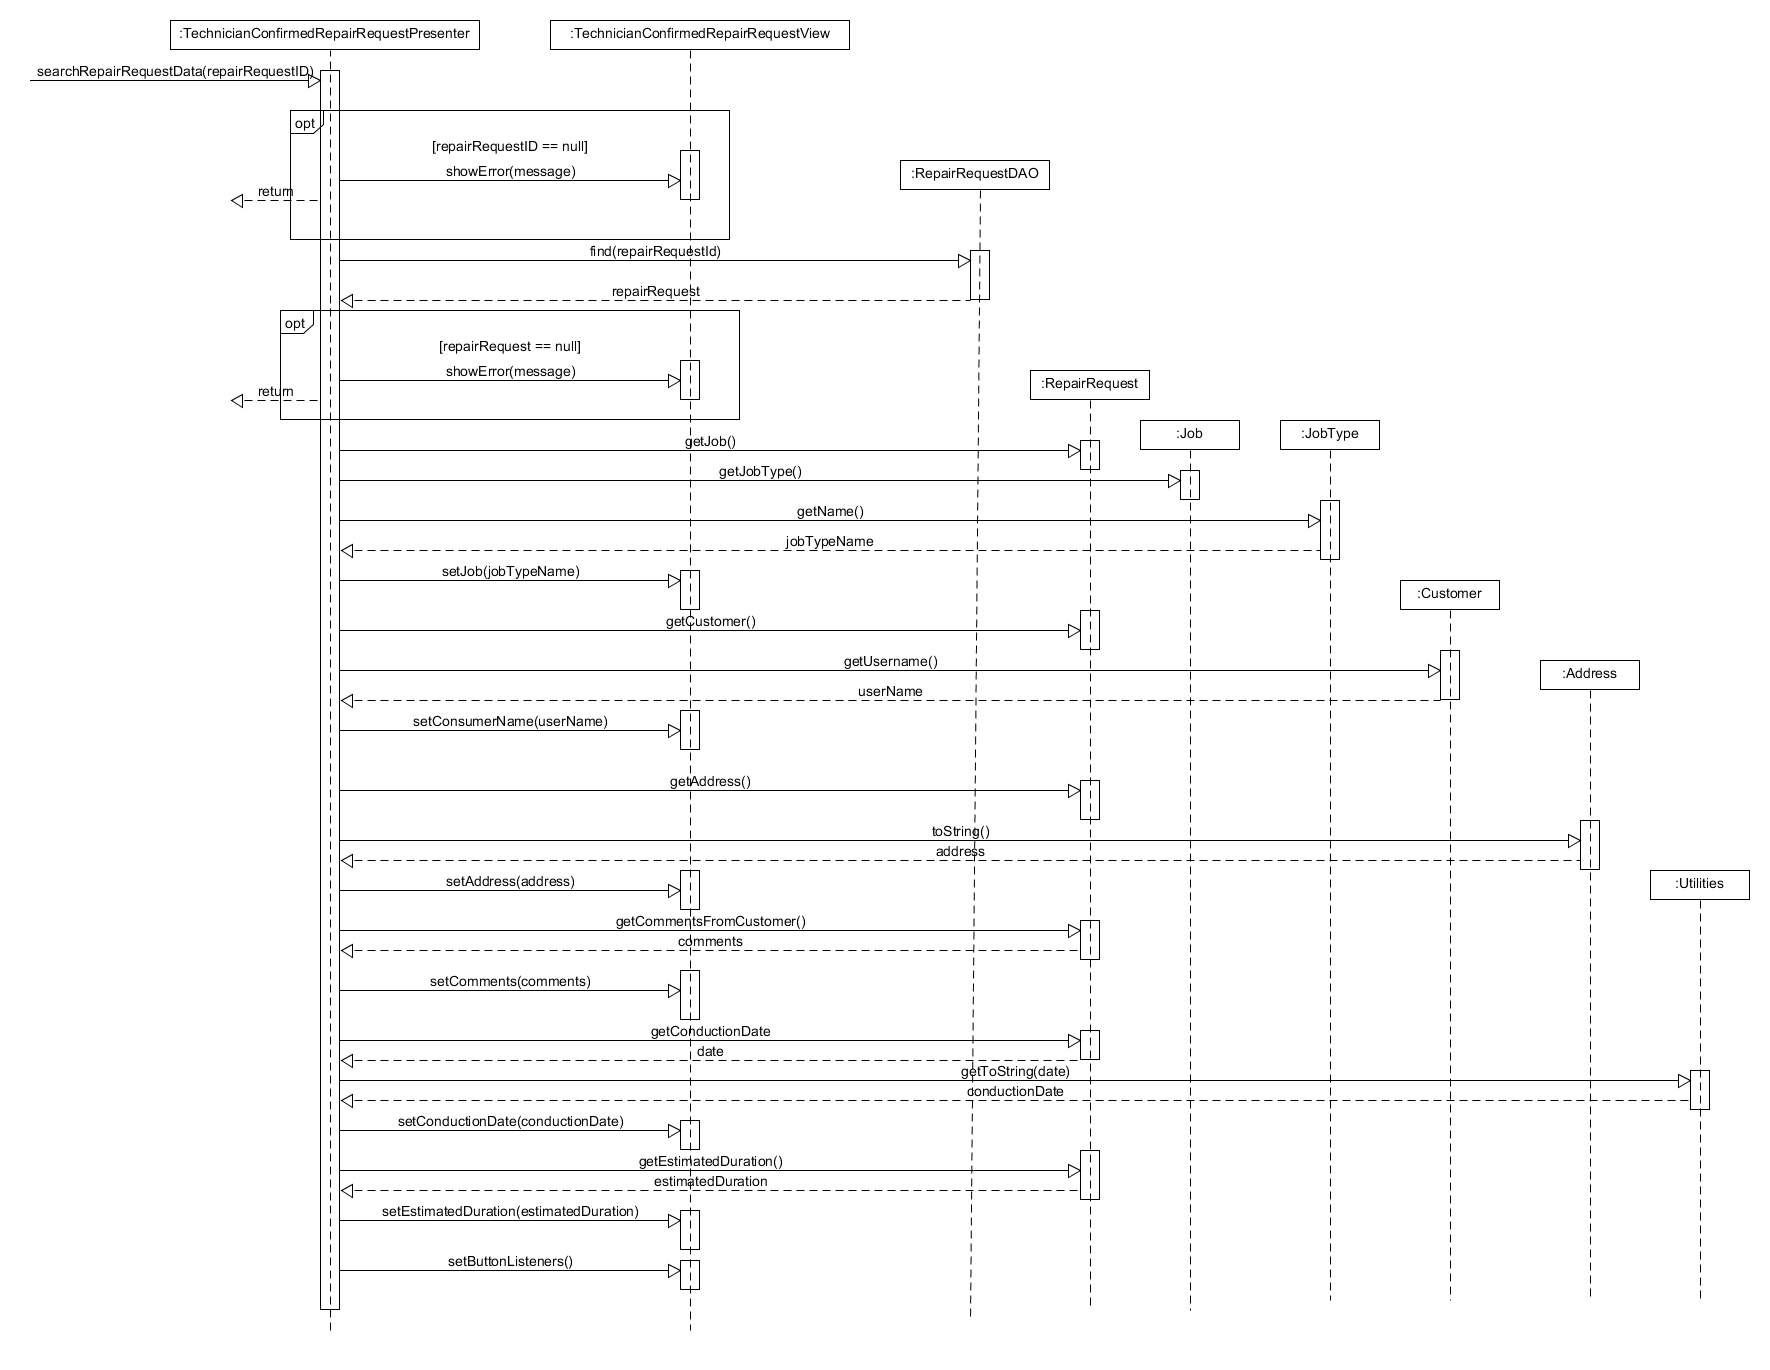 :TechnicianConfirmedRepairRequestPresenter
:TechnicianConfirmedRepairRequestView
searchRepairRequestData(repairRequestID)
opt
[repairRequestID == null]
showError(message)
:RepairRequestDAO
return
find(repairRequestId)
repairRequest
opt
[repairRequest == null]
showError(message)
:RepairRequest
return
:Job
:JobType
getJob()
getJobType()
getName()
jobTypeName
setJob(jobTypeName)
:Customer
getCustomer()
getUsername()
:Address
userName
setConsumerName(userName)
getAddress()
toString()
address
setAddress(address)
:Utilities
getCommentsFromCustomer()
comments
setComments(comments)
getConductionDate
date
getToString(date)
conductionDate
setConductionDate(conductionDate)
getEstimatedDuration()
estimatedDuration
setEstimatedDuration(estimatedDuration)
setButtonListeners()